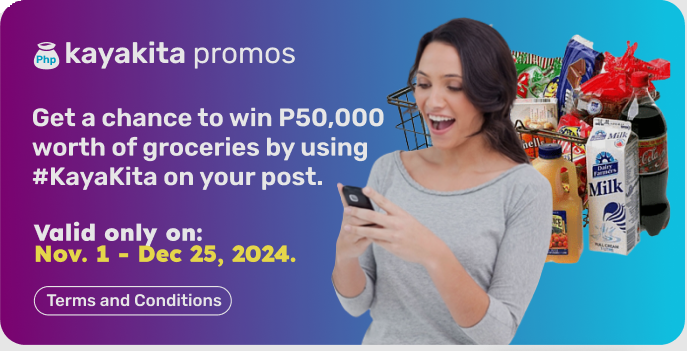 Php kayakita promos
Get a chance to win P50,000
worth of groceries by using
#KayaKita on your post.
Valid only on:
Nov. 1 - Dec 25, 2024.
Terms and Conditions
Milk
Dairy
Farmers
Milk